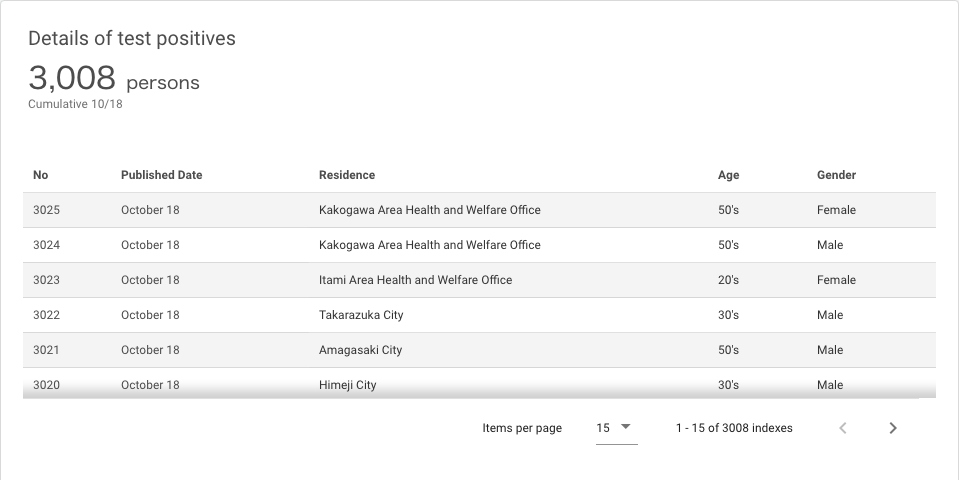 Details of test positives
3,008 persons
Cumulative 10/18
No Published Date Residence Age Gender
3025 October 18 Kakogawa Area Health and Welfare Office 50's Female
3024 October 18 Kakogawa Area Health and Welfare Office 50's Male
3023 October 18 Itami Area Health and Welfare Office 20's Female
3022 October 18 Takarazuka City 30's Male
3021 October 18 Amagasaki City 50's Male
3020 October 18 Himeji City 30's Male
Items per page 15 1 - 15 of 3008 indexes